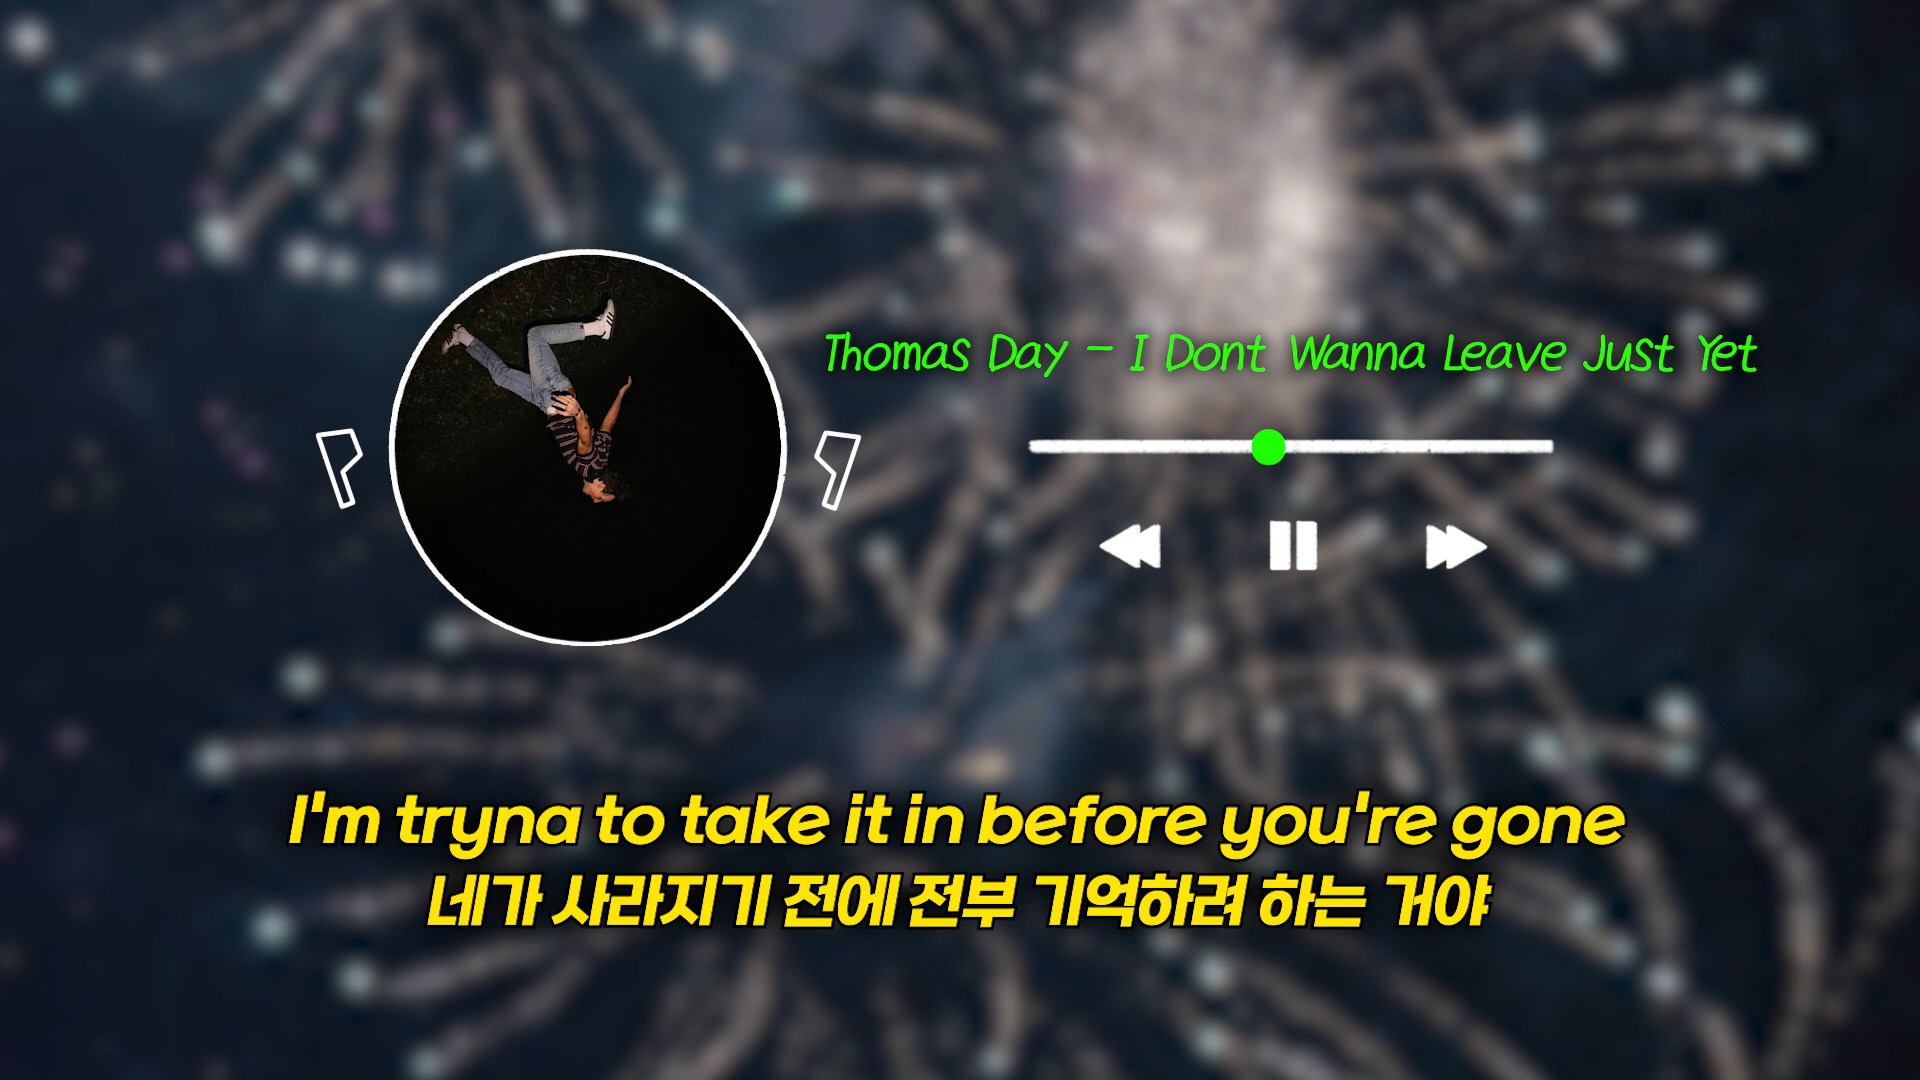 Thomas Day - I Dont Wanna Leave Just Yet
I'm tryna to take it in before you're gone
네가 사라지기 전에 전부 기억하려 하는 거야